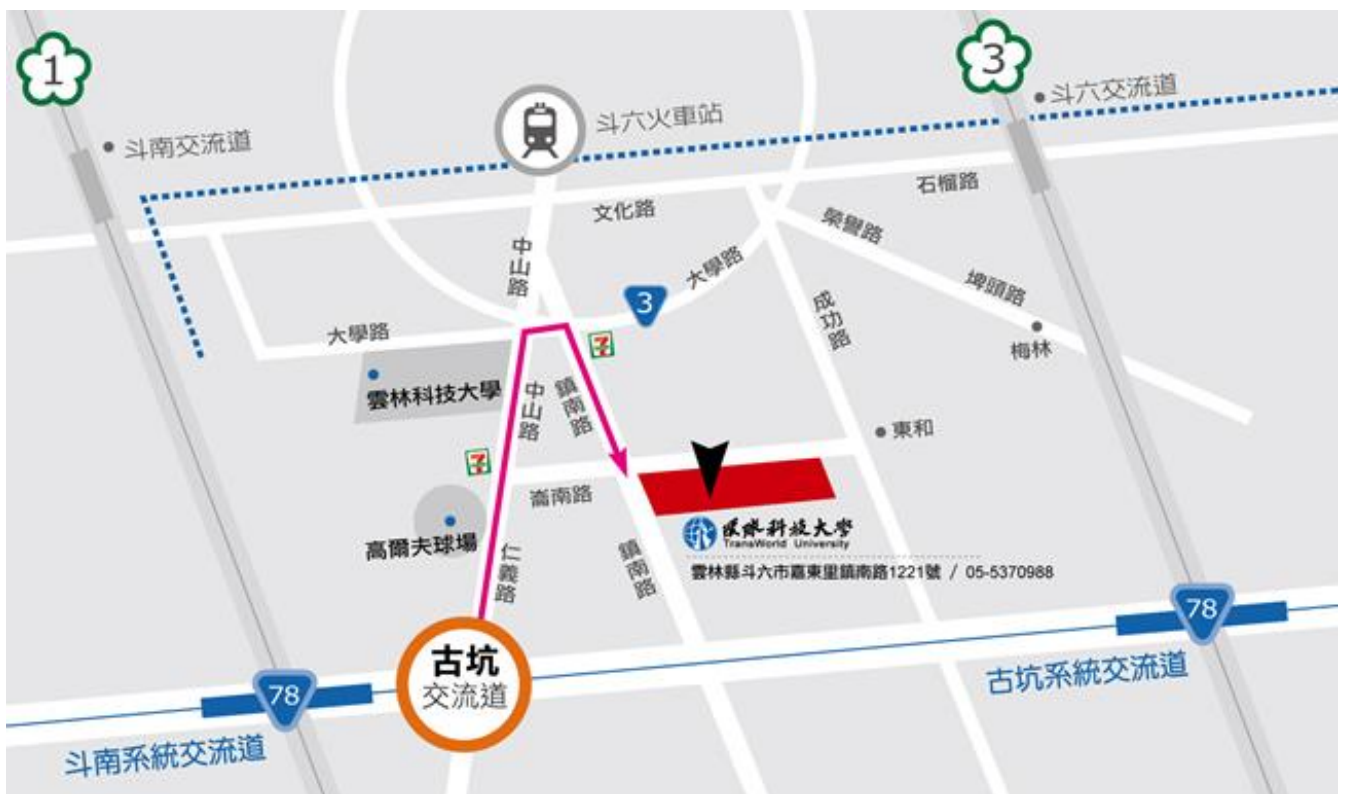 1
3
斗六交流道
斗南交流道
斗六火車站
石榴路
文化路
榮譽路
中山路
大學路
3
埤頭路
成功路
大學路
7
梅林
雲林科技大學
中山路
鎮南路
東和
7
崙南路
環球科技大學
TransWorld University
高爾夫球場
仁義路
鎮南路
雲林縣斗六市嘉東里鎮南路1221號 / 05-5370988
78
古坑
交流道
古坑系統交流道
78
斗南系統交流道